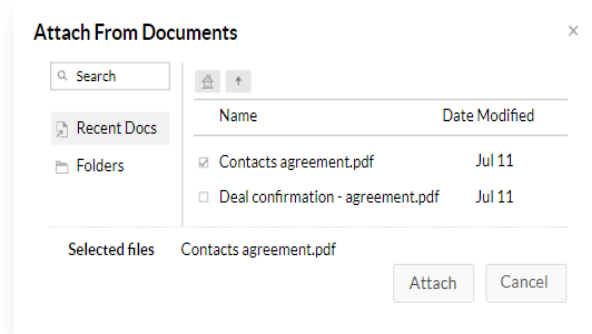 Attach From Documents ×
Search
Recent Docs
Folders
Name Date Modified
Contacts agreement.pdf Jul 11
Deal confirmation - agreement.pdf Jul 11
Selected files Contacts agreement.pdf
Attach Cancel